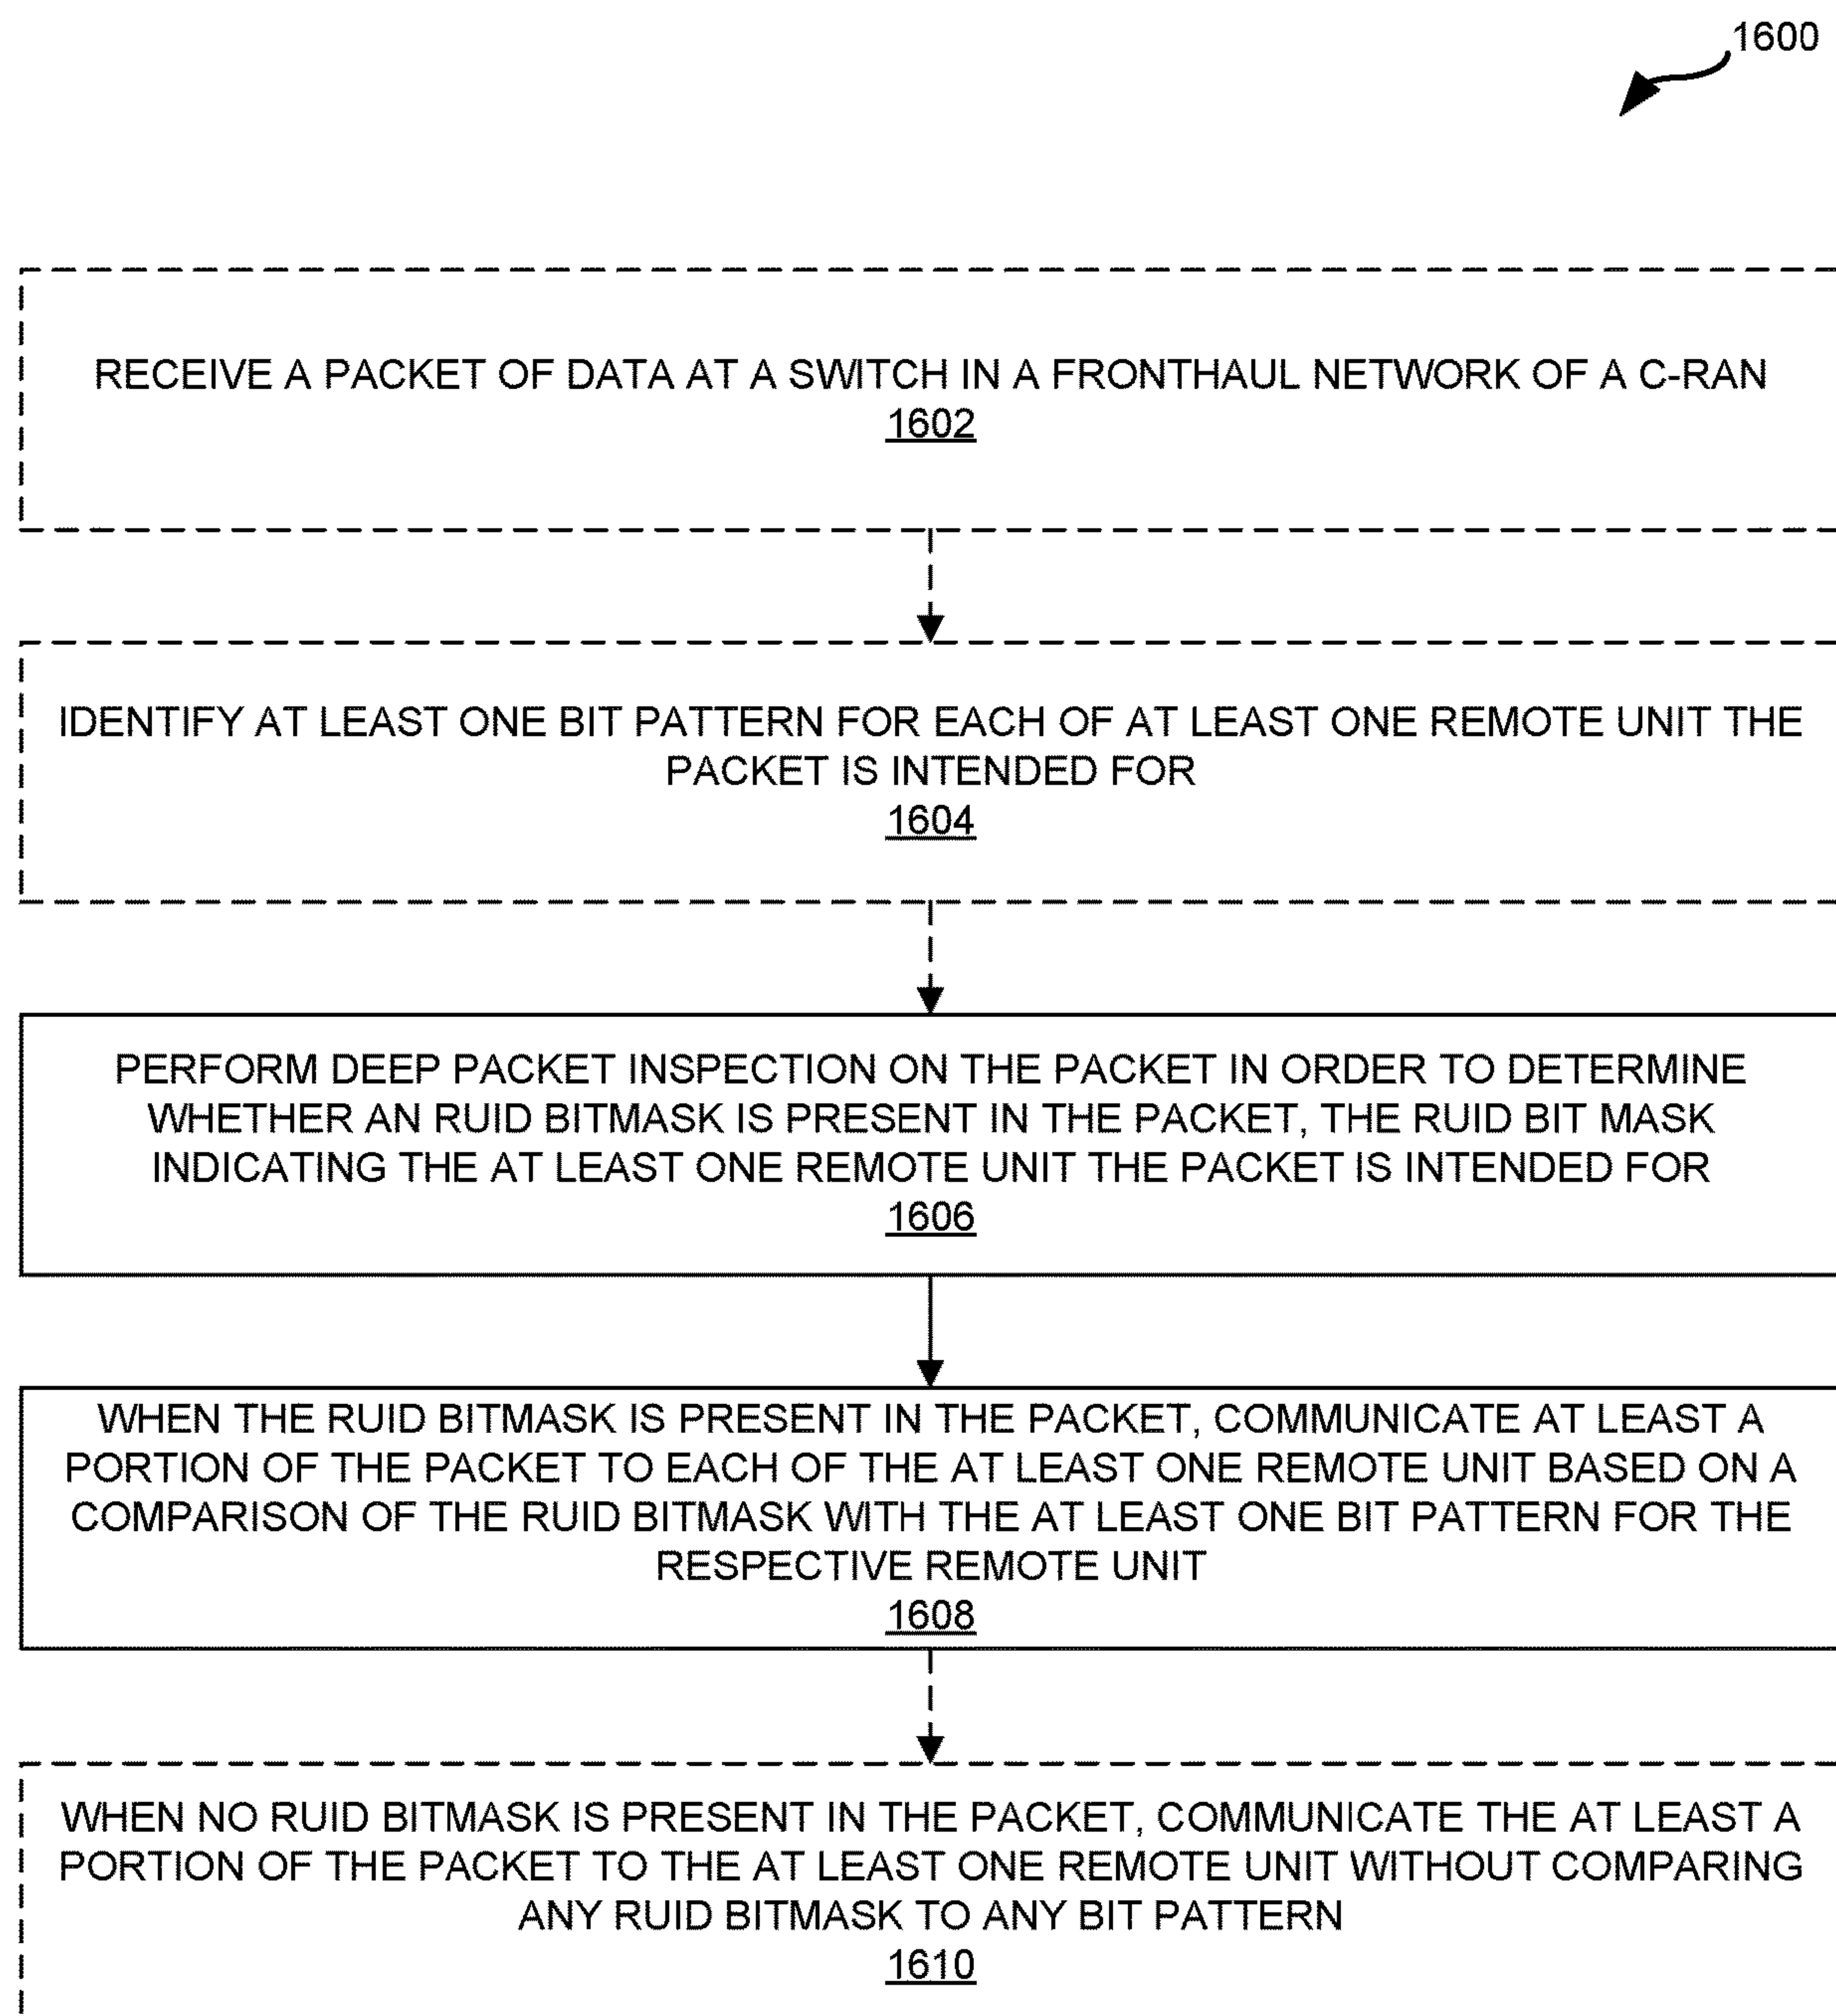 1600
RECEIVE A PACKET OF DATA AT A SWITCH IN A FRONTHAUL NETWORK OF A C-RAN
1602
IDENTIFY AT LEAST ONE BIT PATTERN FOR EACH OF AT LEAST ONE REMOTE UNIT THE
PACKET IS INTENDED FOR
1604
PERFORM DEEP PACKET INSPECTION ON THE PACKET IN ORDER TO DETERMINE
WHETHER AN RUID BITMASK IS PRESENT IN THE PACKET, THE RUID BIT MASK
INDICATING THE AT LEAST ONE REMOTE UNIT THE PACKET IS INTENDED FOR
1606
WHEN THE RUID BITMASK IS PRESENT IN THE PACKET, COMMUNICATE AT LEAST A
PORTION OF THE PACKET TO EACH OF THE AT LEAST ONE REMOTE UNIT BASED ON A
COMPARISON OF THE RUID BITMASK WITH THE AT LEAST ONE BIT PATTERN FOR THE
RESPECTIVE REMOTE UNIT
1608
WHEN NO RUID BITMASK IS PRESENT IN THE PACKET, COMMUNICATE THE AT LEAST A
PORTION OF THE PACKET TO THE AT LEAST ONE REMOTE UNIT WITHOUT COMPARING
ANY RUID BITMASK TO ANY BIT PATTERN
1610